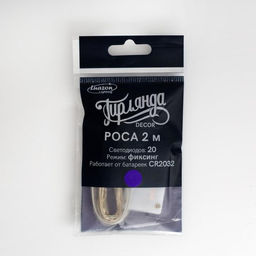 Гирлянда
DECOR
РОСА 2 м
Светодиодов: 20
Режим: фиксинг
Работает от батареек CR2032